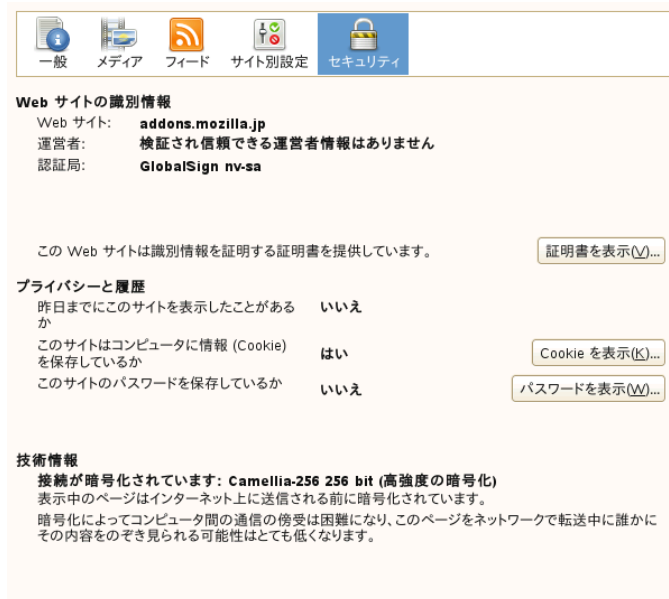 一般 メディア フィード サイト別設定 セキュリティ
Web サイトの識別情報
Web サイト: addons.mozilla.jp
運営者: 検証され信頼できる運営者情報はありません
認証局: GlobalSign nv-sa
この Web サイトは識別情報を証明する証明書を提供しています。 証明書を表示(V)...
プライバシーと履歴
昨日までにこのサイトを表示したことがある いいえ
か
このサイトはコンピュータに情報 (Cookie)
を保存しているか はい Cookie を表示(K)...
このサイトのパスワードを保存しているか いいえ パスワードを表示(W)...
技術情報
接続が暗号化されています: Camellia-256 256 bit (高強度の暗号化)
表示中のページはインターネット上に送信される前に暗号化されています。
暗号化によってコンピュータ間の通信の傍受は困難になり、このページをネットワークで転送中に誰かに
その内容をのぞき見られる可能性はとても低くなります。